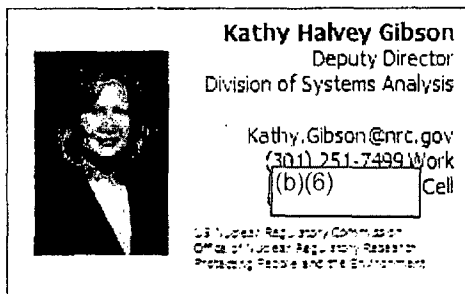 Kathy Halvey Gibson
Deputy Director
Division of Systems Analysis
Kathy.Gibson@nrc.gov
(301) 251-7499 Work
(b)(6) Cell
US Nuclear Regulatory Commission
Office of Nuclear Regulatory Research
Protecting People and the Environment